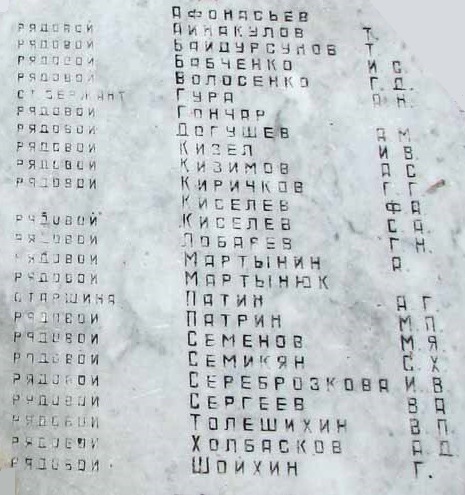 АФОНАСЬЕВ
РЯДОВОЙ АЙНАКУЛОВ Т.
РЯДОВОЙ БАЙДУРСУНОВ Т
РЯДОВОЙ БАБЧЕНКО И С.
РЯДОВОЙ ВОЛОСЕНКО Г.Д.
СТ СЕРЖАНТ ГУРА А Н.
РЯДОВОЙ ГОНЧАР
РЯДОВОЙ ДОГУШЕВ А М
РЯДОВОЙ КИЗЕЛ И В.
РЯДОВОЙ КИЗИМОВ А С
РЯДОВОЙ КИРИЧКОВ Г Г
КИСЕЛЕВ Ф А
РЯДОВОЙ КИСЕЛЕВ С А.
РЯДОВОЙ ЛОБАРЕВ Г Н.
РЯДОВОЙ МАРТЫНИН А.
РЯДОВОЙ МАРТЫНЮК
СТАРШИНА ПАТИН А Г.
РЯДОВОЙ ПАТРИН М.П.
РЯДОВОЙ СЕМЕНОВ М.Я
РЯДОВОЙ СЕМИКЯН С.Х
РЯДОВОЙ СЕРЕБРОЗКОВА И В
РЯДОВОЙ СЕРГЕЕВ В А
РЯДОВОЙ ТОЛЕШИХИН В.П.
РЯДОВОЙ ХОЛБАСКОВ А Д
РЯДОВОЙ ШОЙХИН Г.